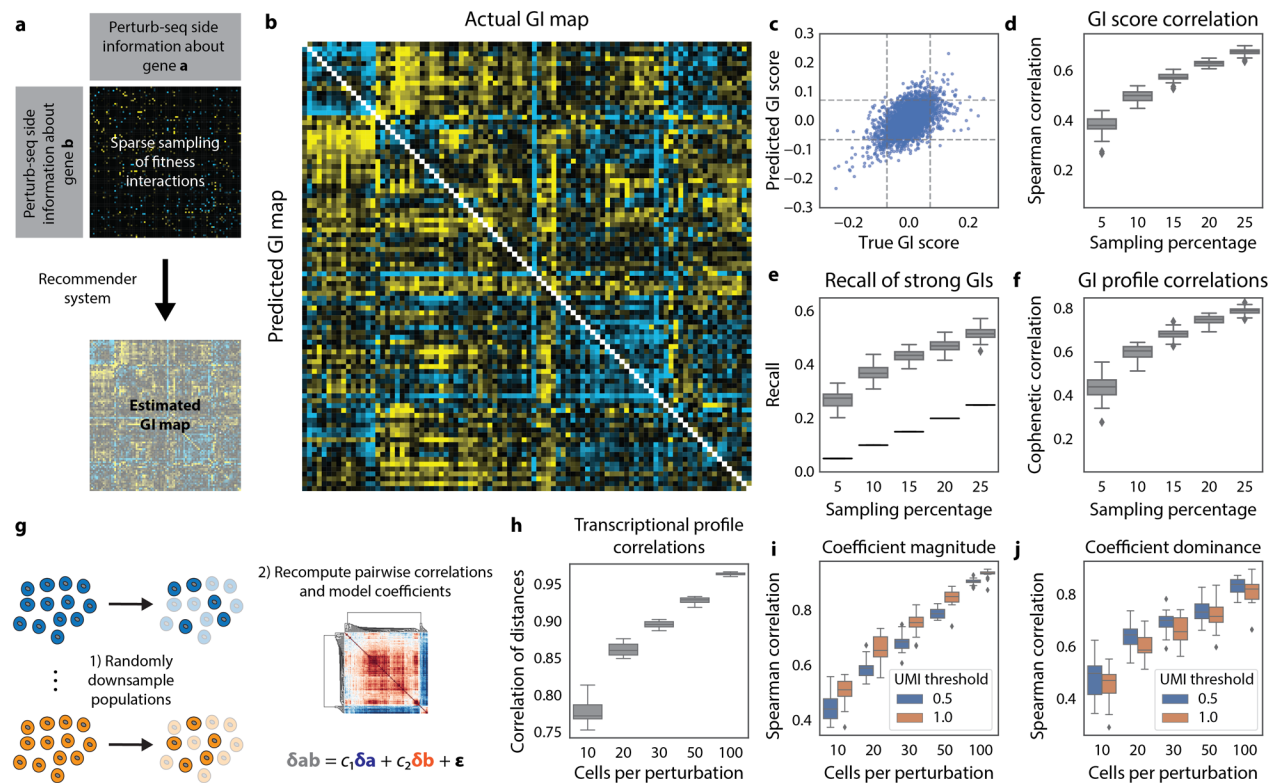 a
Perturb-seq side
information about
gene a
Perturb-seq side
information about
gene b
Sparse sampling
of fitness
interactions
Recommender
system
Estimated
GI map
b
Actual GI map
Predicted GI map
c
Predicted GI score
0.3
0.2
0.1
0.0
−0.1
−0.2
−0.3
−0.2
0.0
0.2
True GI score
d
GI score correlation
Spearman correlation
0.6
0.4
0.2
5
10
15
20
25
Sampling percentage
e
Recall of strong GIs
Recall
0.6
0.4
0.2
0.0
5
10
15
20
25
Sampling percentage
f
GI profile correlations
Cophenetic correlation
0.8
0.6
0.4
0.2
5
10
15
20
25
Sampling percentage
g
1) Randomly
downsample
populations
2) Recompute pairwise correlations
and model coefficients
δab = c₁δa + c₂δb + ε
h
Transcriptional profile
correlations
Correlation of distances
0.95
0.90
0.85
0.80
0.75
10
20
30
50
100
Cells per perturbation
i
Coefficient magnitude
Spearman correlation
0.8
0.6
0.4
UMI threshold
0.5
1.0
10
20
30
50
100
Cells per perturbation
j
Coefficient dominance
Spearman correlation
0.8
0.6
0.4
UMI threshold
0.5
1.0
10
20
30
50
100
Cells per perturbation